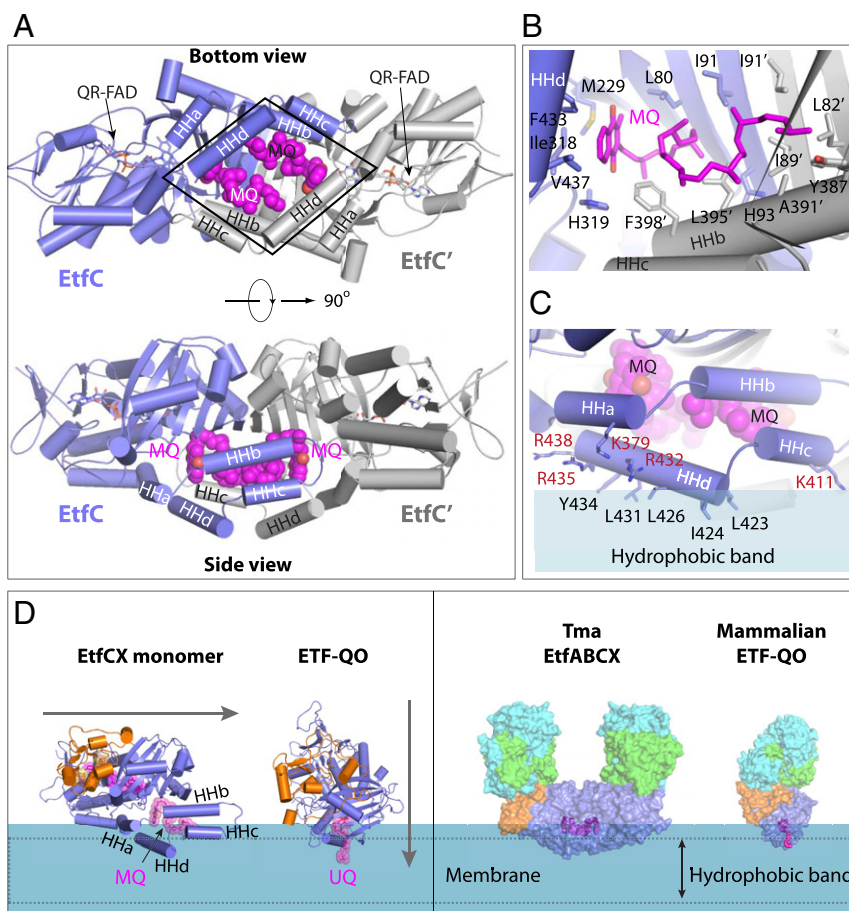 A
Bottom view
QR-FAD
QR-FAD
HHa
HHd
HHb
HHc
MQ
MQ
HHb
HHc
HHd
HHa
EtfC
EtfC′
90°
MQ
HHb
MQ
HHc
HHc
HHa
HHd
HHd
EtfC
EtfC′
Side view
B
HHd
M229
L80
I91
I91′
L82′
F433
MQ
Ile318
I89′
V437
Y387
H319
F398′
L395′
H93
A391′
HHb
HHc
C
MQ
HHb
HHa
MQ
HHc
R438
K379
R432
R435
HHd
K411
Y434
L431
L426
I424
L423
Hydrophobic band
D
EtfCX monomer
ETF-QO
Tma
EtfABCX
Mammalian
ETF-QO
HHb
HHc
HHa
HHd
MQ
UQ
Membrane
Hydrophobic band